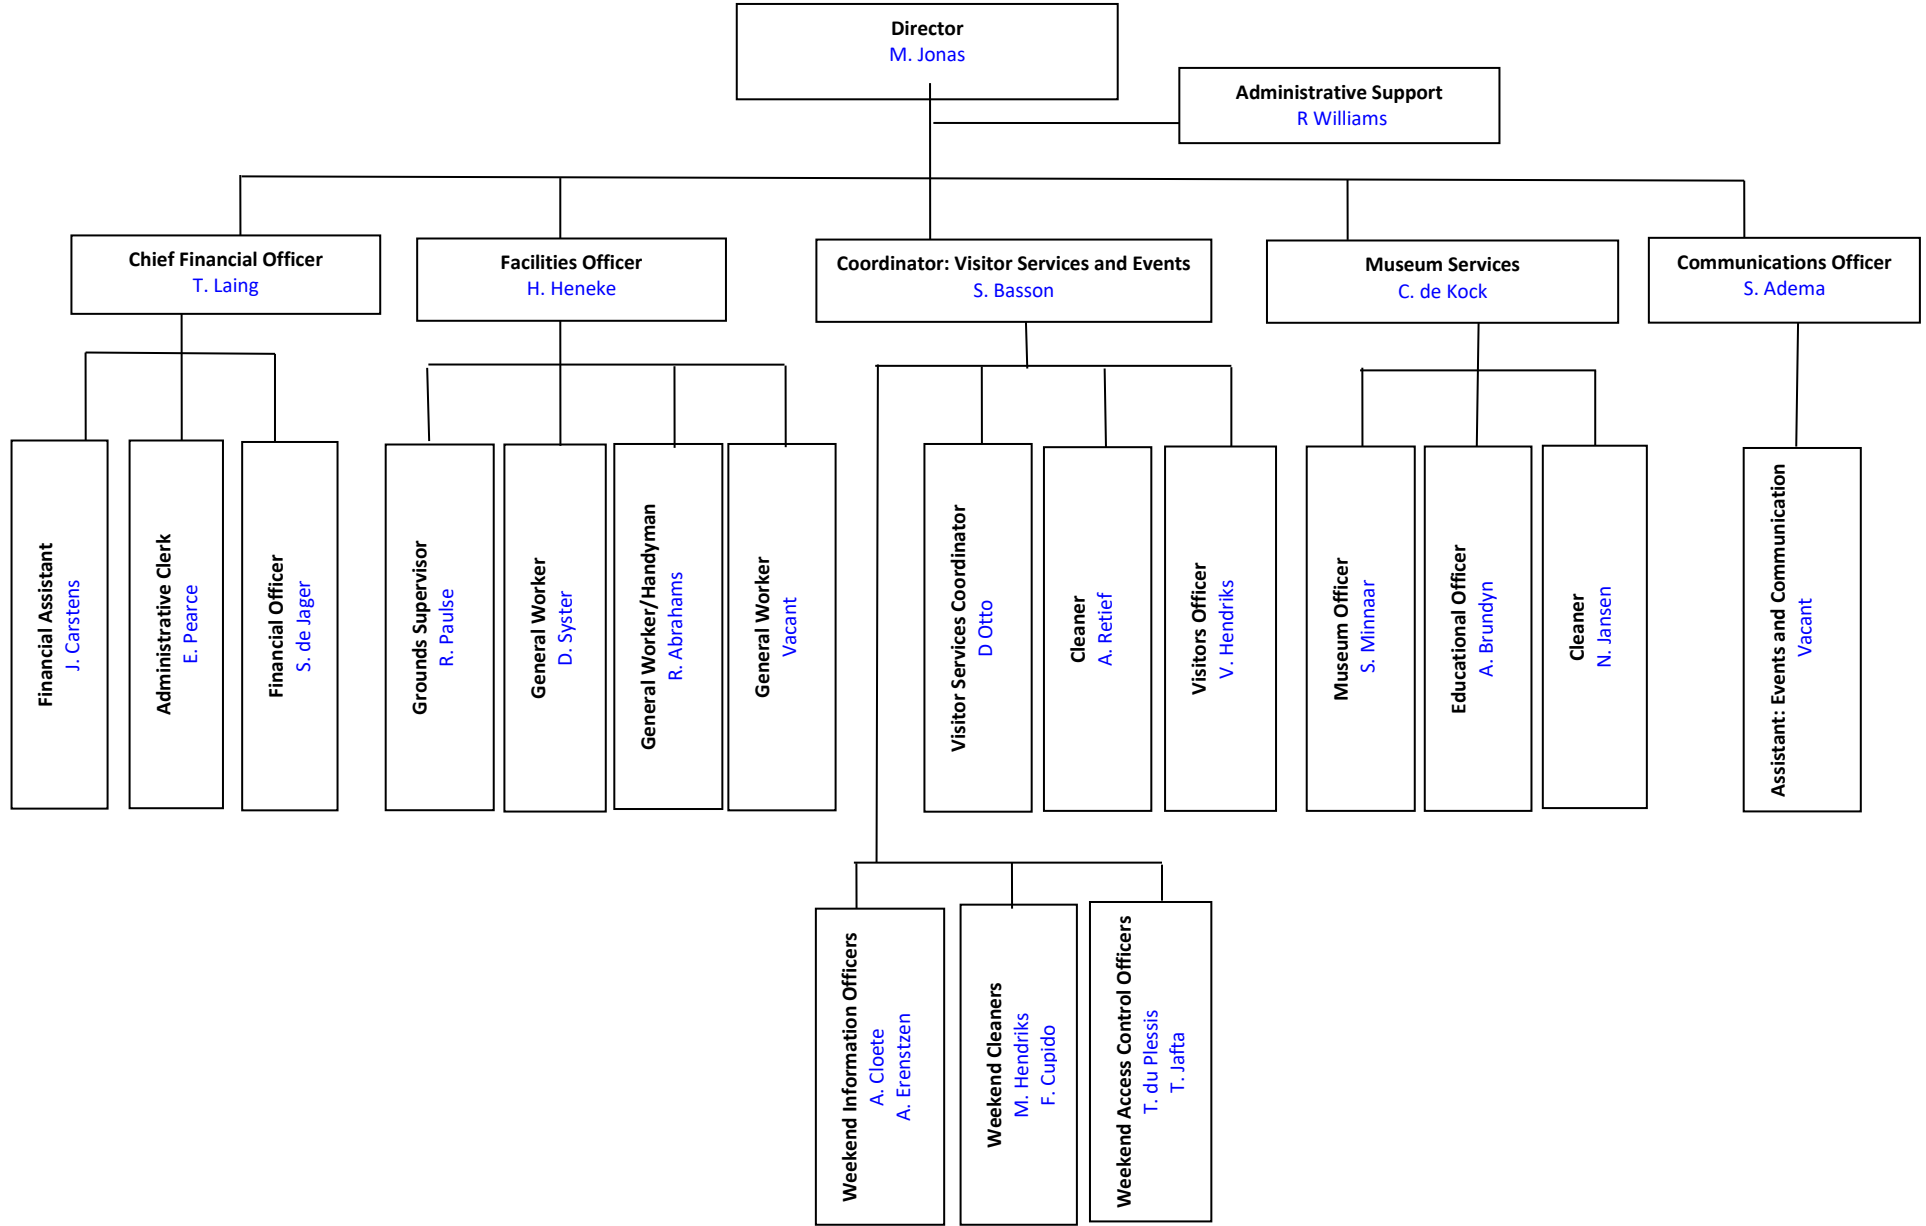 Director
M. Jonas
Administrative Support
R Williams
Chief Financial Officer
T. Laing
Facilities Officer
H. Heneke
Coordinator: Visitor Services and Events
S. Basson
Museum Services
C. de Kock
Communications Officer
S. Adema
Financial Assistant
J. Carstens
Administrative Clerk
E. Pearce
Financial Officer
S. de Jager
Grounds Supervisor
R. Paulse
General Worker
D. Syster
General Worker/Handyman
R. Abrahams
General Worker
Vacant
Visitor Services Coordinator
D Otto
Cleaner
A. Retief
Visitors Officer
V. Hendriks
Museum Officer
S. Minnaar
Educational Officer
A. Brundyn
Cleaner
N. Jansen
Assistant: Events and Communication
Vacant
Weekend Information Officers
A. Cloete
A. Erenstzen
Weekend Cleaners
M. Hendriks
F. Cupido
Weekend Access Control Officers
T. du Plessis
T. Jafta